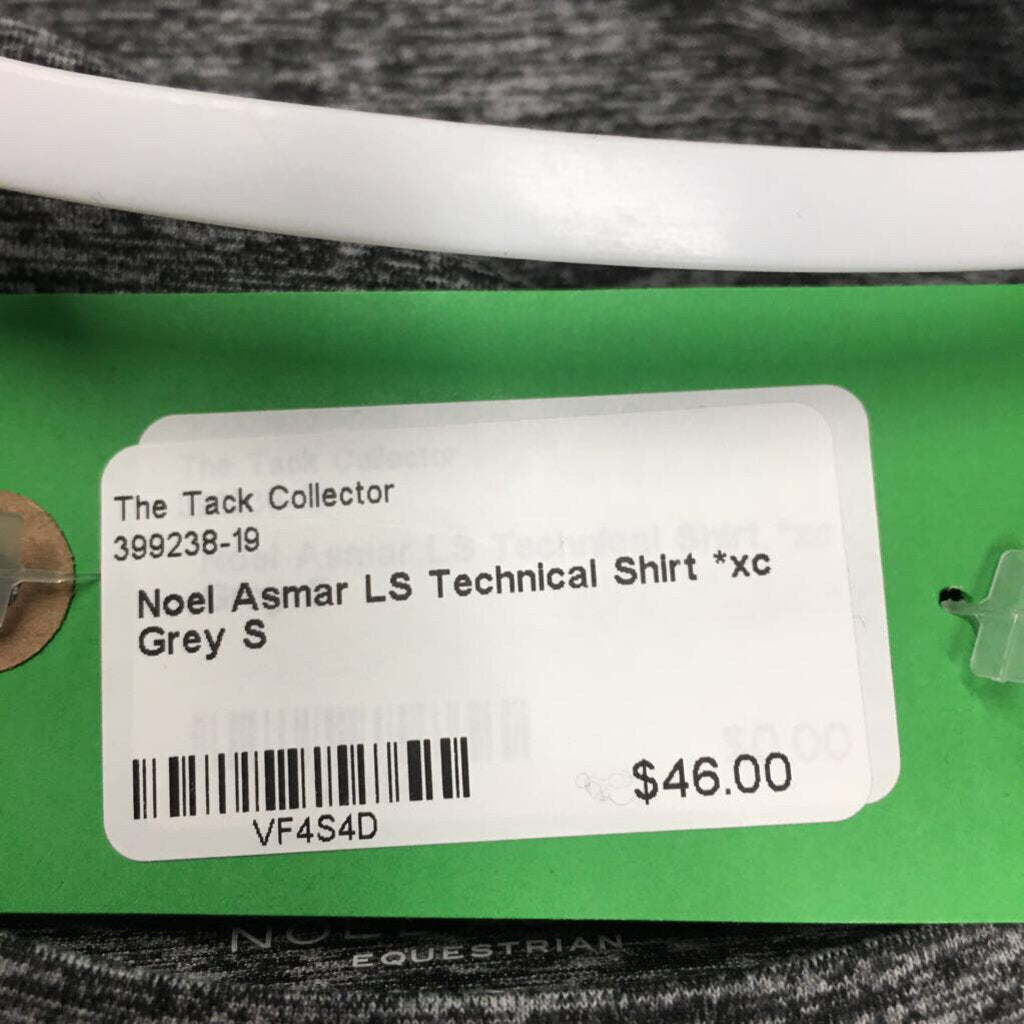 The Tack Collector
399238-19
Noel Asmar LS Technical Shirt *xc
Grey S
$46.00
VF4S4D
EQUESTRIAN